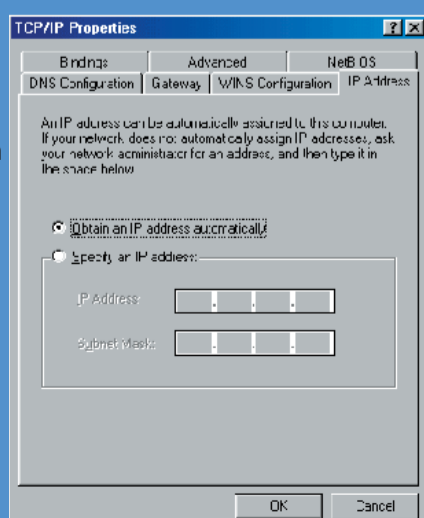 TCP/IP Properties
Bindings Advanced NetBIOS
DNS Configuration Gateway WINS Configuration IP Address
An IP address can be automatically assigned to this computer.
If your network does not automatically assign IP addresses, ask
your network administrator for an address, and then type it in
the space below.
Obtain an IP address automatically
Specify an IP address:
IP Address:
Subnet Mask:
OK Cancel